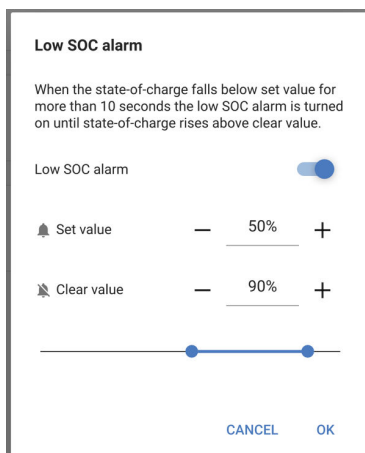 Low SOC alarm
When the state-of-charge falls below set value for
more than 10 seconds the low SOC alarm is turned
on until state-of-charge rises above clear value.
Low SOC alarm
Set value — 50% +
Clear value — 90% +
CANCEL OK